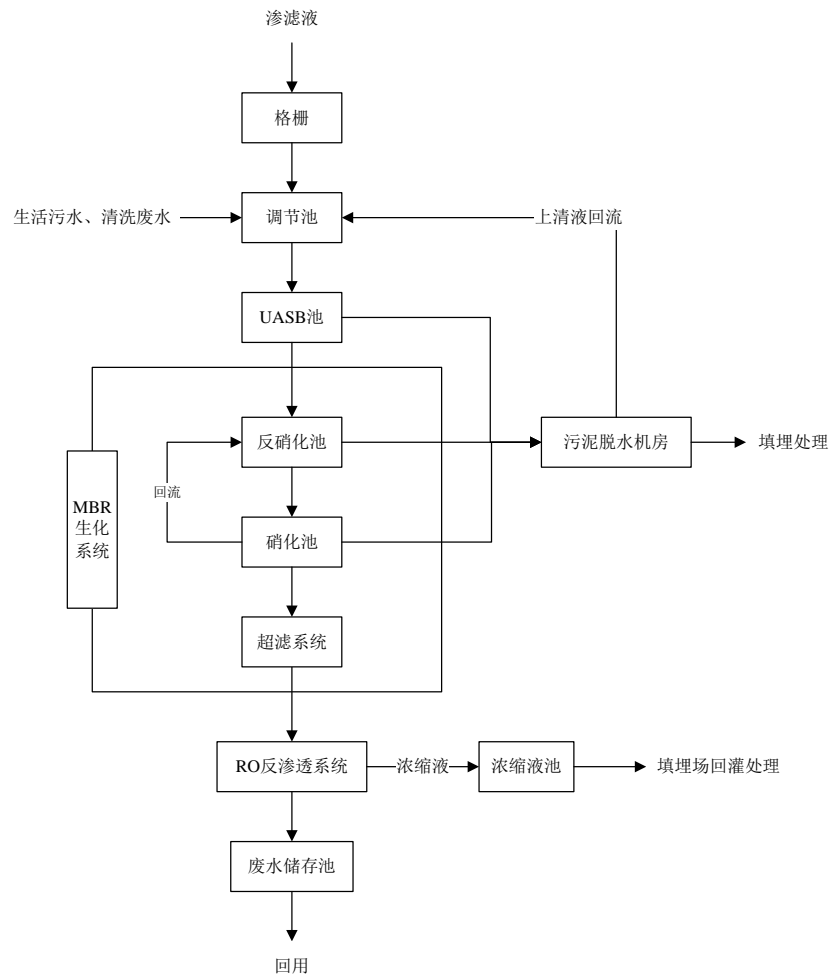 渗滤液
格栅
生活污水、清洗废水
调节池
上清液回流
UASB池
反硝化池
污泥脱水机房
填埋处理
回流
MBR
生化
系统
硝化池
超滤系统
RO反渗透系统
浓缩液
浓缩液池
填埋场回灌处理
废水储存池
回用